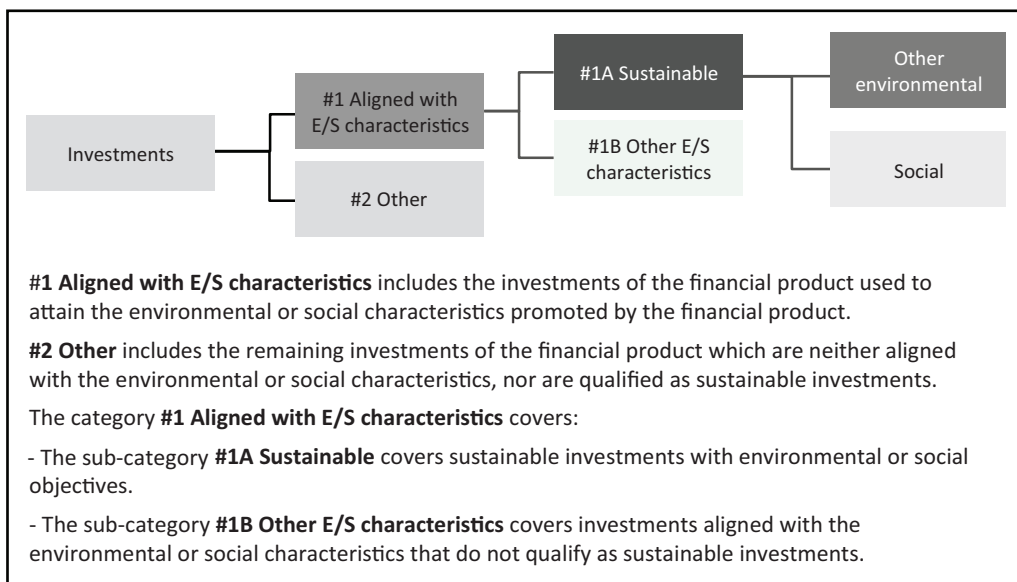 Investments
#1 Aligned with
E/S characteristics
#2 Other
#1A Sustainable
#1B Other E/S
characteristics
Other
environmental
Social
#1 Aligned with E/S characteristics includes the investments of the financial product used to
attain the environmental or social characteristics promoted by the financial product.
#2 Other includes the remaining investments of the financial product which are neither aligned
with the environmental or social characteristics, nor are qualified as sustainable investments.
The category #1 Aligned with E/S characteristics covers:
- The sub-category #1A Sustainable covers sustainable investments with environmental or social
objectives.
- The sub-category #1B Other E/S characteristics covers investments aligned with the
environmental or social characteristics that do not qualify as sustainable investments.